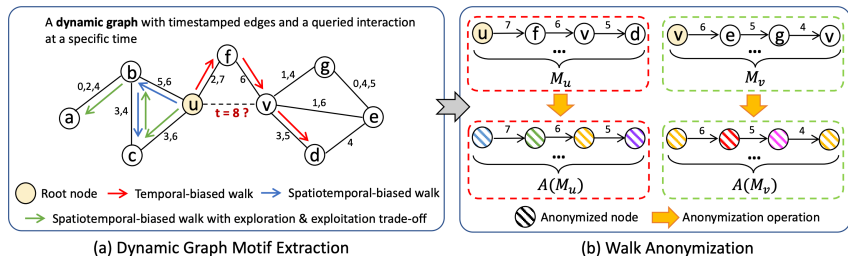 A dynamic graph with timestamped edges and a queried interaction
at a specific time
f
g
b
a
u
v
e
c
d
0,2,4
5,6
2,7
6
1,4
0,4,5
3,4
t = 8 ?
1,6
3,6
3,5
4
Root node
Temporal-biased walk
Spatiotemporal-biased walk
Spatiotemporal-biased walk with exploration & exploitation trade-off
(a) Dynamic Graph Motif Extraction
u 7 f 6 v 5 d
...
M_u
v 6 e 5 g 4 v
...
M_v
7 6 5
...
A(M_u)
6 5 4
...
A(M_v)
Anonymized node
Anonymization operation
(b) Walk Anonymization